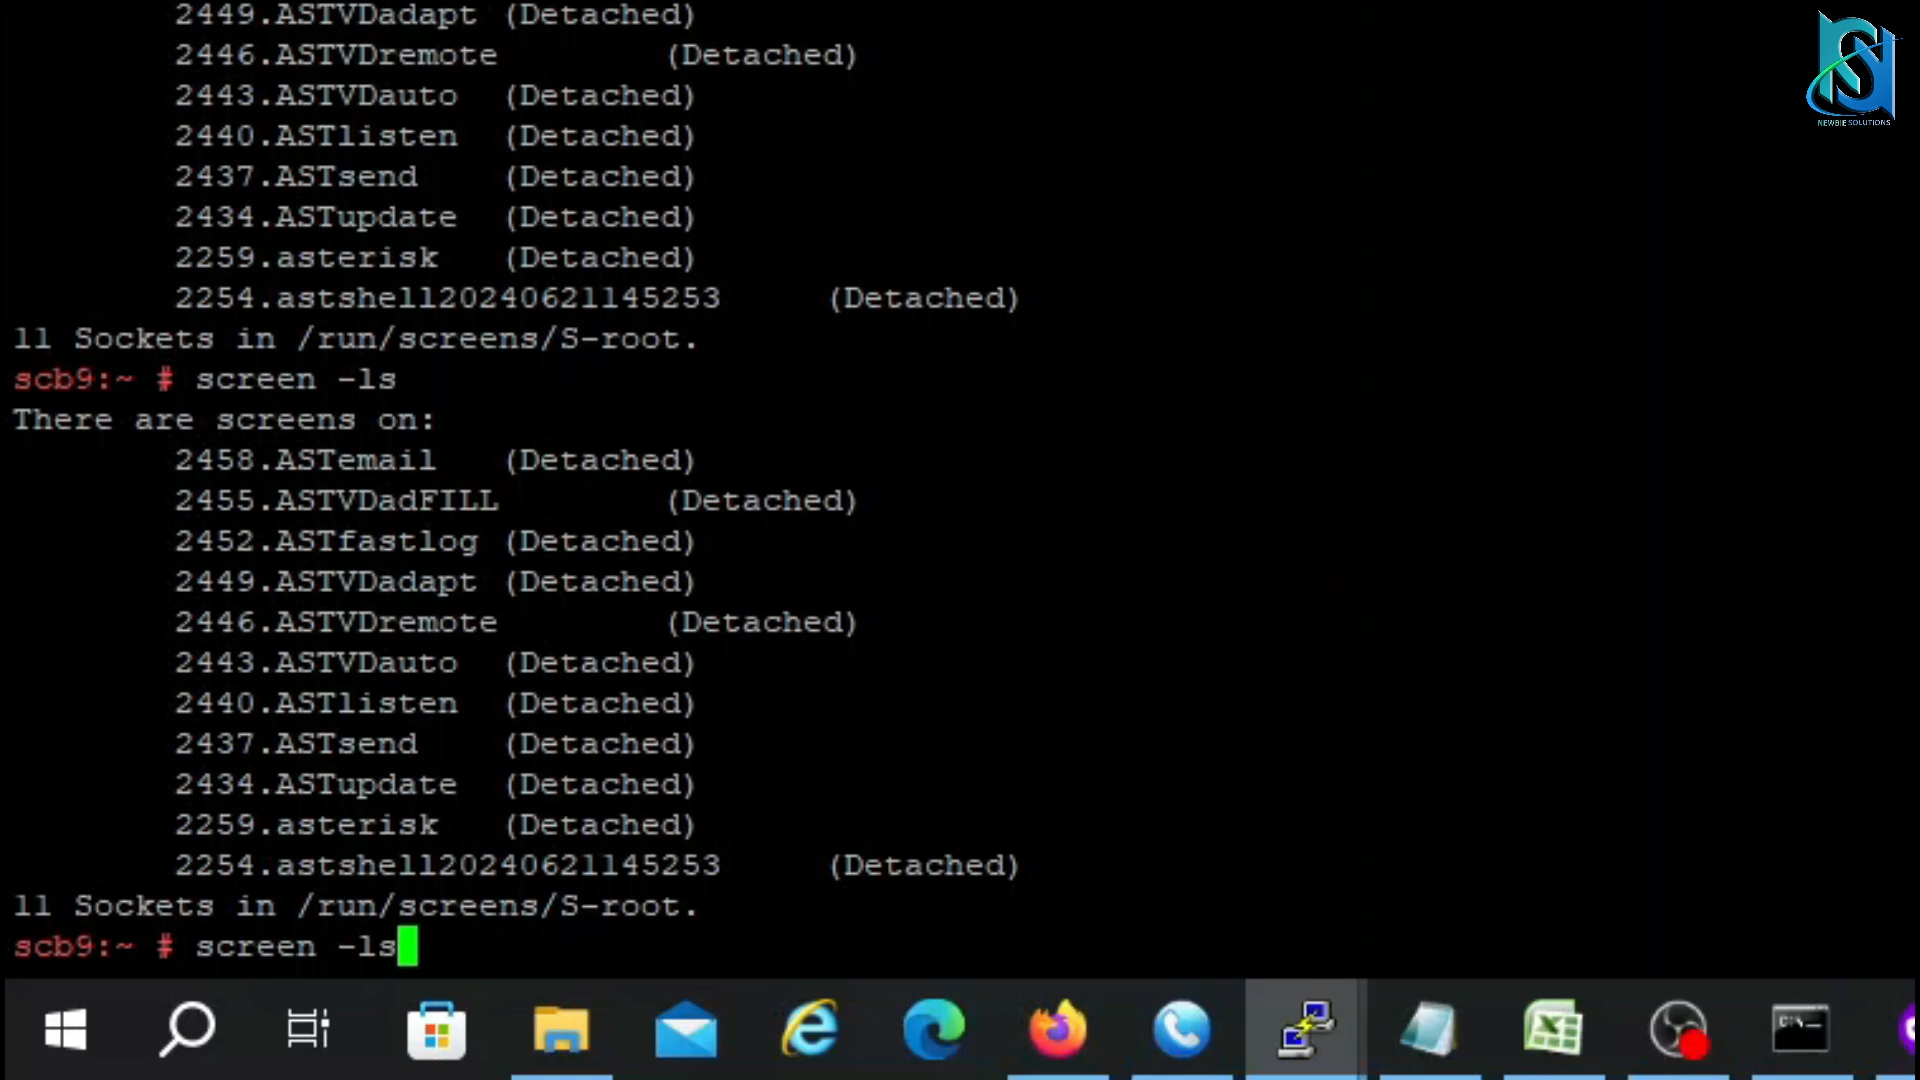 2449.ASTVDadapt (Detached)
2446.ASTVDremote (Detached)
2443.ASTVDauto (Detached)
2440.ASTlisten (Detached)
2437.ASTsend (Detached)
2434.ASTupdate (Detached)
2259.asterisk (Detached)
2254.astshell20240621145253 (Detached)
11 Sockets in /run/screens/S-root.
scb9:~ # screen -ls
There are screens on:
2458.ASTemail (Detached)
2455.ASTVDadFILL (Detached)
2452.ASTfastlog (Detached)
2449.ASTVDadapt (Detached)
2446.ASTVDremote (Detached)
2443.ASTVDauto (Detached)
2440.ASTlisten (Detached)
2437.ASTsend (Detached)
2434.ASTupdate (Detached)
2259.asterisk (Detached)
2254.astshell20240621145253 (Detached)
11 Sockets in /run/screens/S-root.
scb9:~ # screen -ls
NEWBIE SOLUTIONS